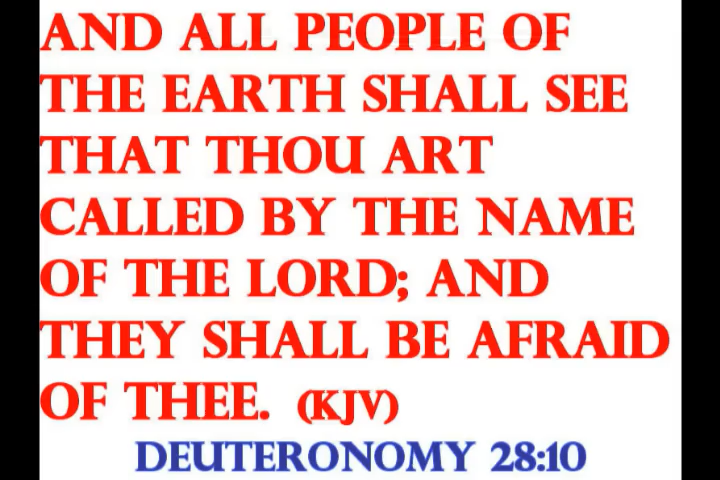 AND ALL PEOPLE OF
THE EARTH SHALL SEE
THAT THOU ART
CALLED BY THE NAME
OF THE LORD; AND
THEY SHALL BE AFRAID
OF THEE. (KJV)
DEUTERONOMY 28:10